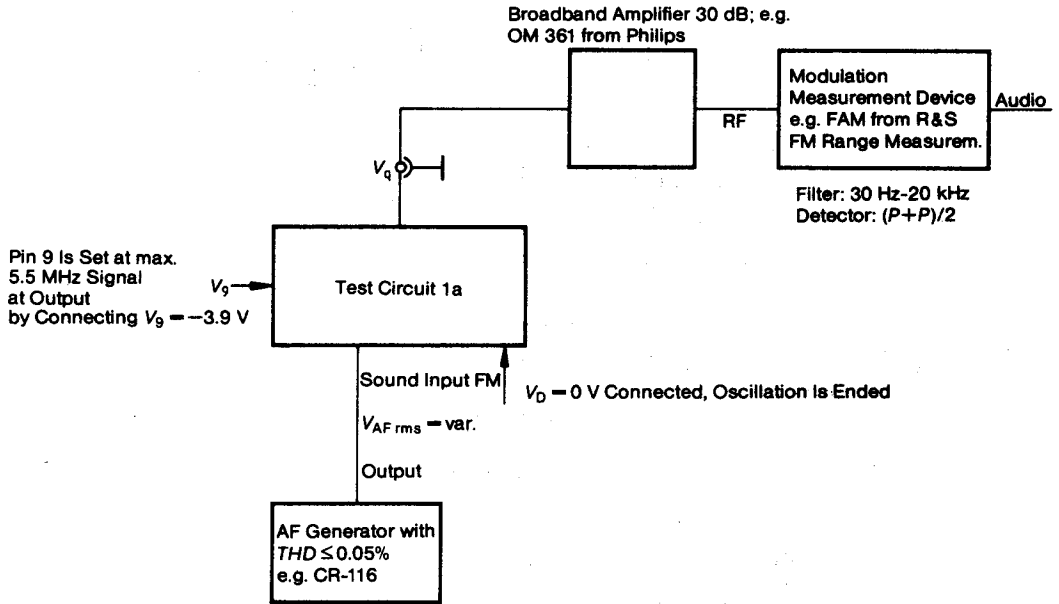 Broadband Amplifier 30 dB; e.g.
OM 361 from Philips
Modulation
Measurement Device
e.g. FAM from R&S
FM Range Measurem.
Audio
RF
Vq
Filter: 30 Hz-20 kHz
Detector: (P+P)/2
Pin 9 Is Set at max.
5.5 MHz Signal
at Output
by Connecting V9 = −3.9 V
V9
Test Circuit 1a
Sound Input FM
VD = 0 V Connected, Oscillation Is Ended
VAF rms = var.
Output
AF Generator with
THD ≤ 0.05%
e.g. CR-116